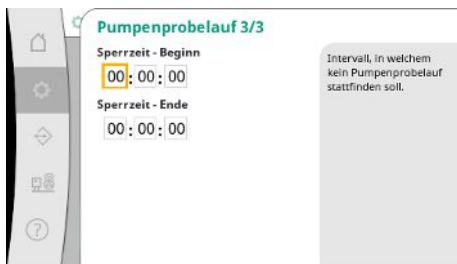 Pumpenprobelauf 3/3
Sperrzeit - Beginn
00 : 00 : 00
Sperrzeit - Ende
00 : 00 : 00
Intervall, in welchem
kein Pumpenprobelauf
stattfinden soll.
?